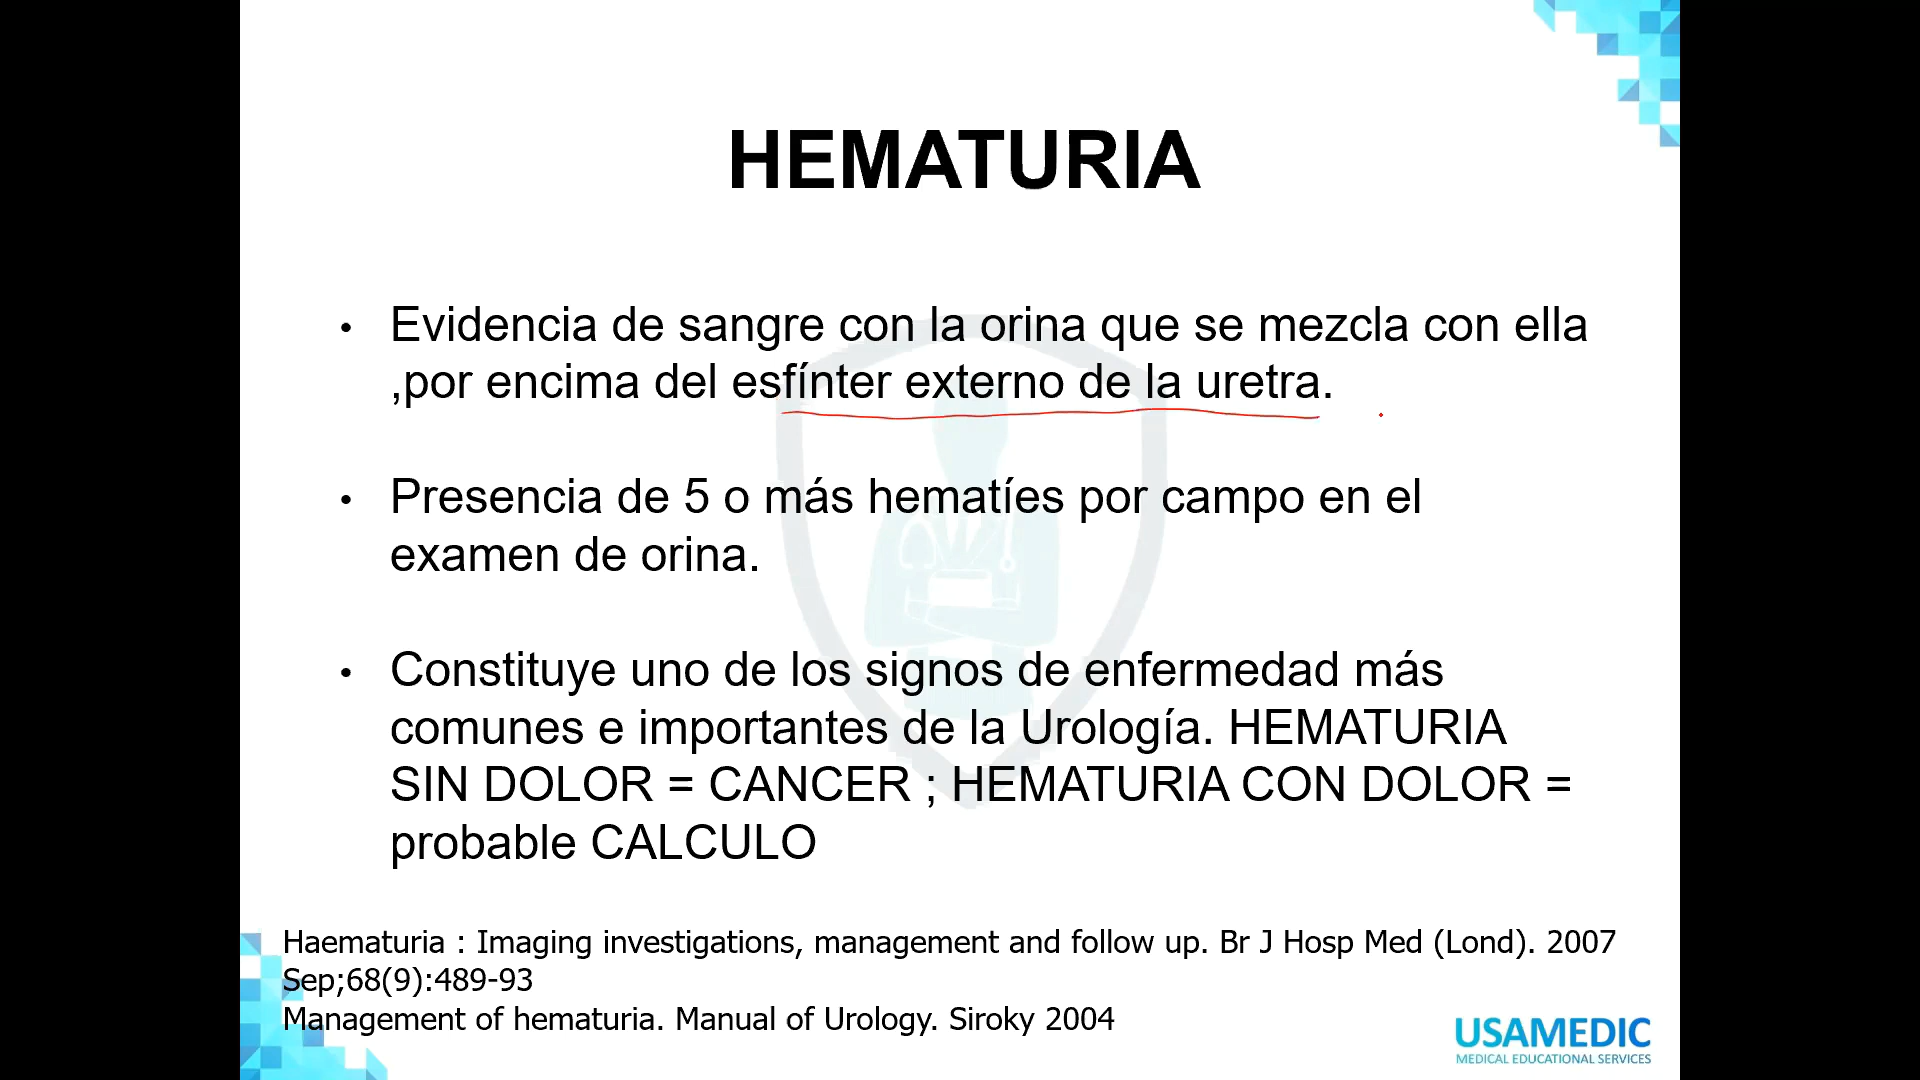 HEMATURIA
• Evidencia de sangre con la orina que se mezcla con ella
,por encima del esfínter externo de la uretra.
• Presencia de 5 o más hematíes por campo en el
examen de orina.
• Constituye uno de los signos de enfermedad más
comunes e importantes de la Urología. HEMATURIA
SIN DOLOR = CANCER ; HEMATURIA CON DOLOR =
probable CALCULO
Haematuria : Imaging investigations, management and follow up. Br J Hosp Med (Lond). 2007
Sep;68(9):489-93
Management of hematuria. Manual of Urology. Siroky 2004
USAMEDIC
MEDICAL EDUCATIONAL SERVICES